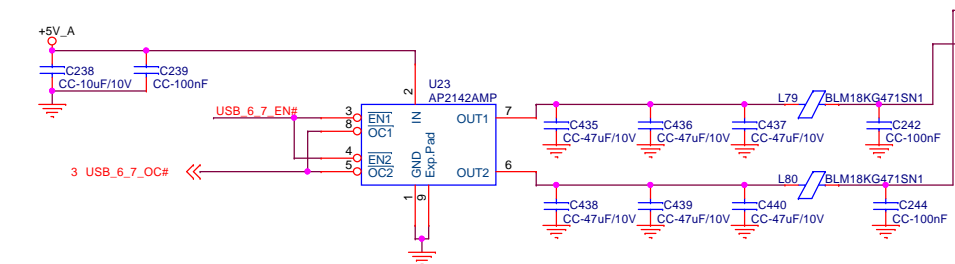 +5V_A
C238
CC-10uF/10V
C239
CC-100nF
U23
AP2142AMP
USB_6_7_EN#
3 USB_6_7_OC#
2
3
8
4
5
1
9
7
6
EN1
OC1
EN2
OC2
IN
GND
Exp.Pad
OUT1
OUT2
L79
BLM18KG471SN1
C435
CC-47uF/10V
C436
CC-47uF/10V
C437
CC-47uF/10V
C242
CC-100nF
L80
BLM18KG471SN1
C438
CC-47uF/10V
C439
CC-47uF/10V
C440
CC-47uF/10V
C244
CC-100nF